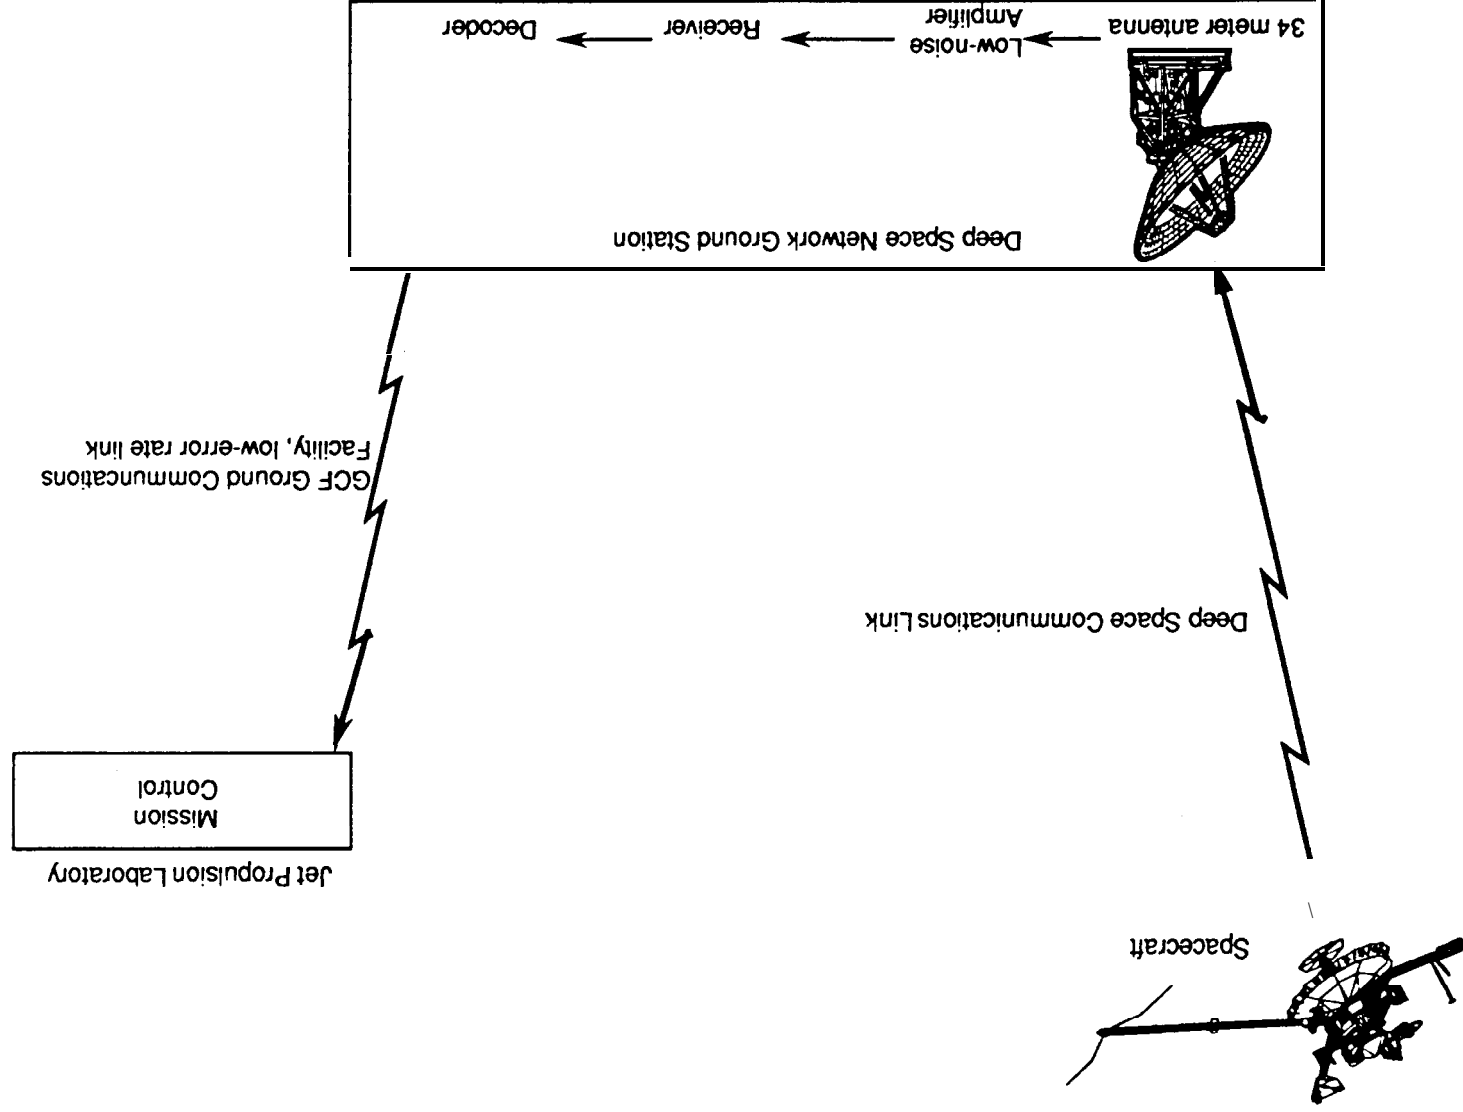 Spacecraft
Jet Propulsion Laboratory
Mission
Control
Deep Space Communications Link
GCF Ground Communcations
Facility, low-error rate link
Deep Space Network Ground Station
34 meter antenna
Low-noise
Amplifier
Receiver
Decoder